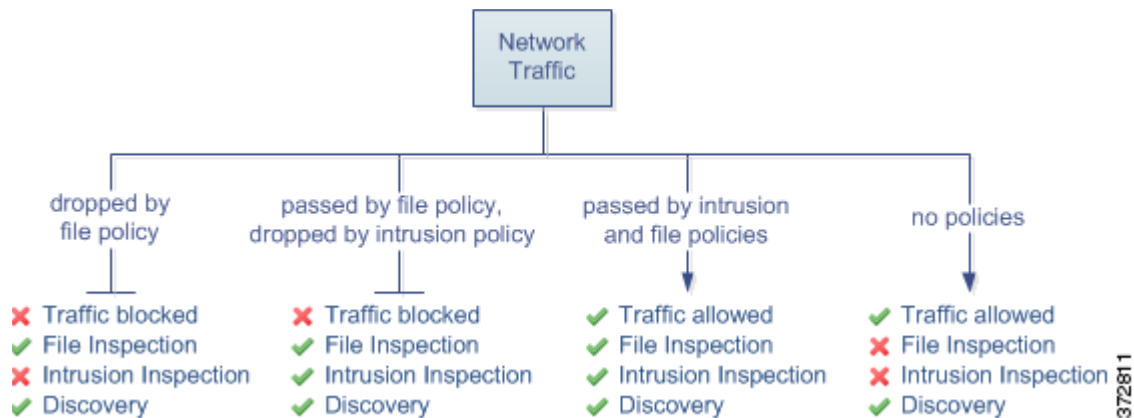 Network
Traffic
dropped by
file policy
passed by file policy,
dropped by intrusion policy
passed by intrusion
and file policies
no policies
Traffic blocked
File Inspection
Intrusion Inspection
Discovery
Traffic blocked
File Inspection
Intrusion Inspection
Discovery
Traffic allowed
File Inspection
Intrusion Inspection
Discovery
Traffic allowed
File Inspection
Intrusion Inspection
Discovery
372811